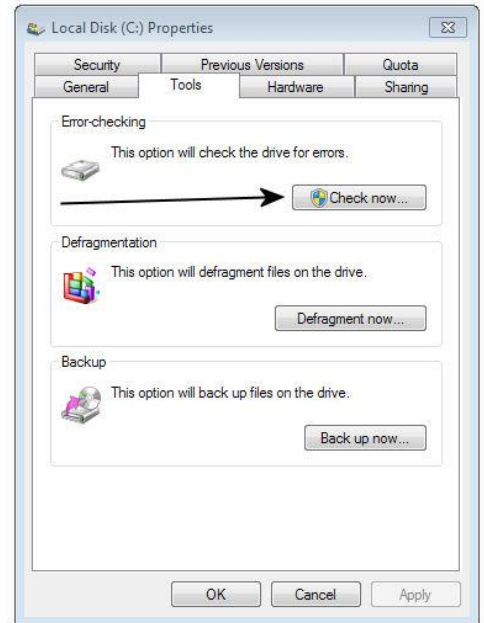 Local Disk (C:) Properties
Security Previous Versions Quota
General Tools Hardware Sharing
Error-checking
This option will check the drive for errors.
Check now...
Defragmentation
This option will defragment files on the drive.
Defragment now...
Backup
This option will back up files on the drive.
Back up now...
OK Cancel Apply